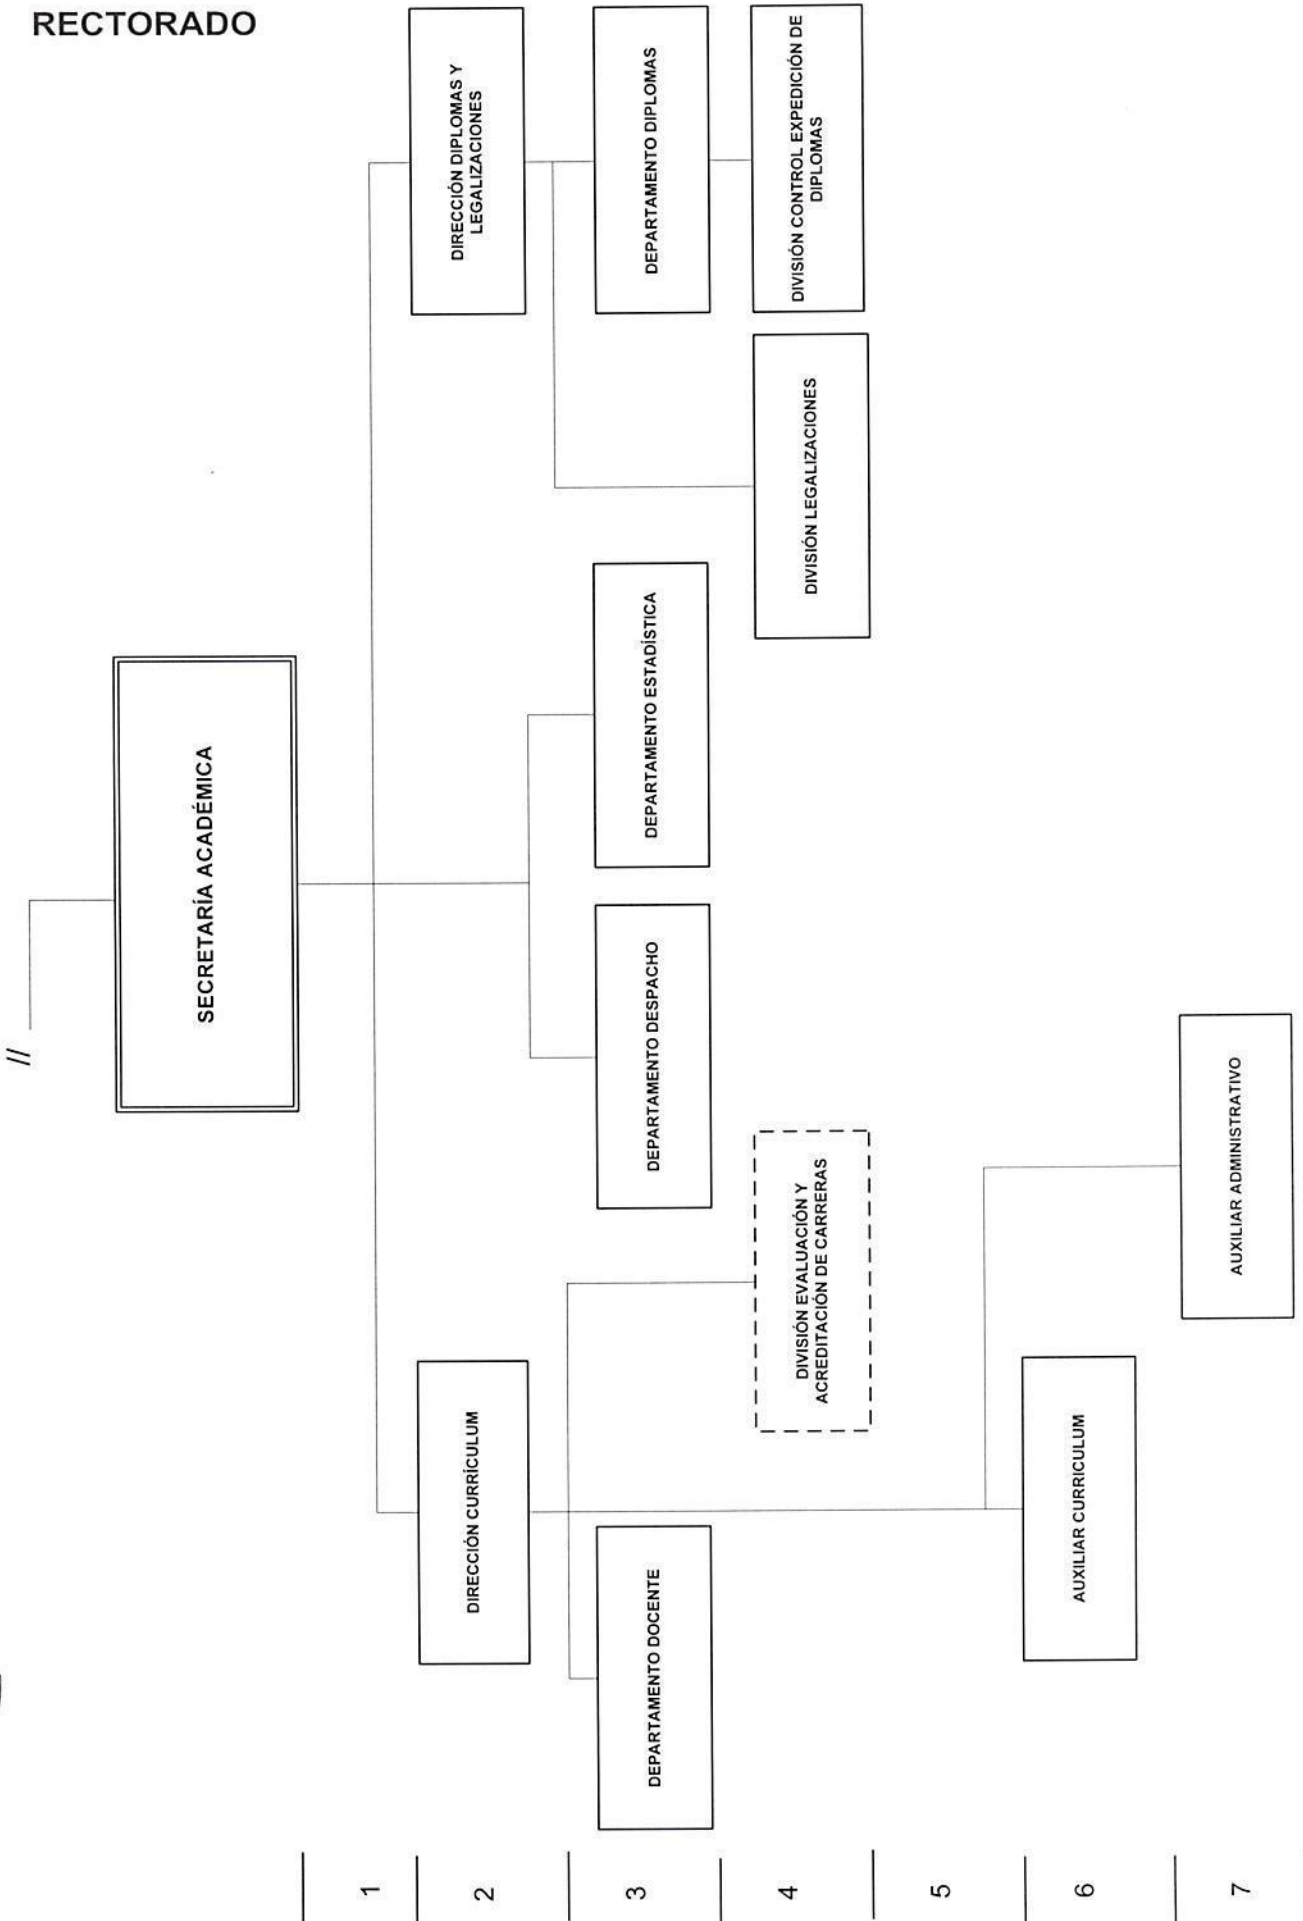 RECTORADO
//
SECRETARÍA ACADÉMICA
1
2
DIRECCIÓN CURRÍCULUM
DIRECCIÓN DIPLOMAS Y
LEGALIZACIONES
3
DEPARTAMENTO DOCENTE
DEPARTAMENTO DESPACHO
DEPARTAMENTO ESTADÍSTICA
DEPARTAMENTO DIPLOMAS
4
DIVISIÓN EVALUACIÓN Y
ACREDITACIÓN DE CARRERAS
DIVISIÓN LEGALIZACIONES
DIVISIÓN CONTROL EXPEDICIÓN DE
DIPLOMAS
5
6
AUXILIAR CURRICULUM
7
AUXILIAR ADMINISTRATIVO